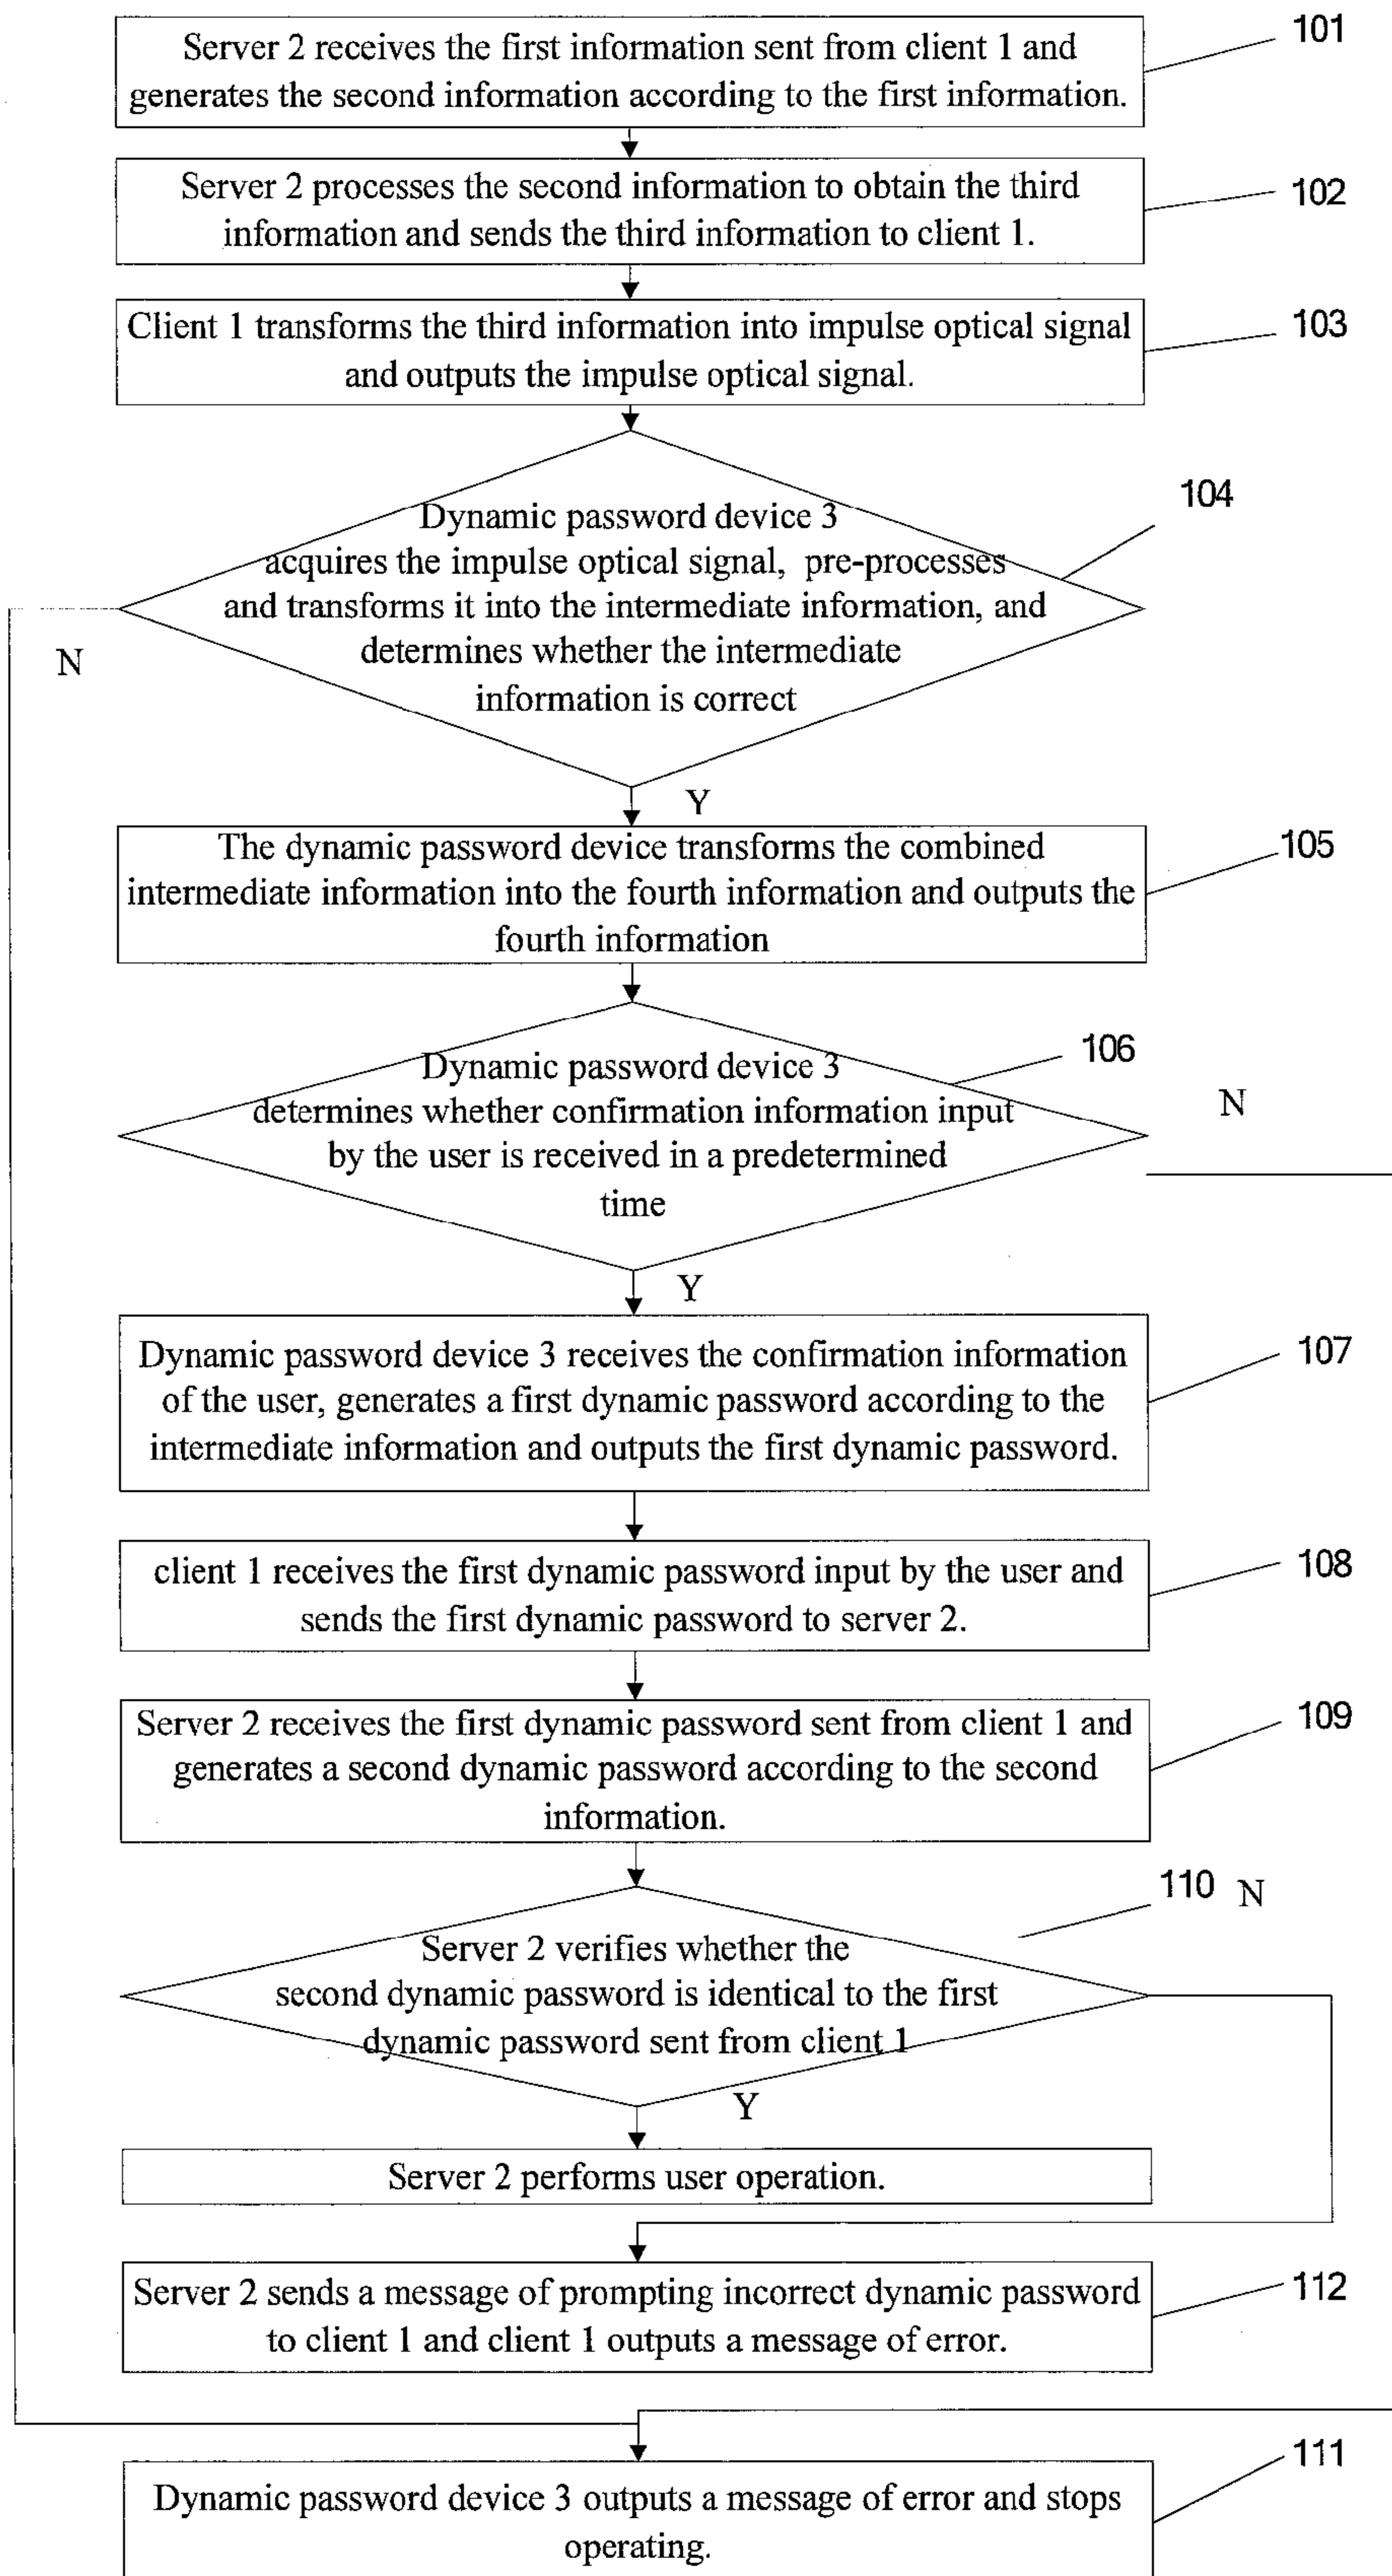 Server 2 receives the first information sent from client 1 and
generates the second information according to the first information.
101
Server 2 processes the second information to obtain the third
information and sends the third information to client 1.
102
Client 1 transforms the third information into impulse optical signal
and outputs the impulse optical signal.
103
Dynamic password device 3
acquires the impulse optical signal, pre-processes
and transforms it into the intermediate information, and
determines whether the intermediate
information is correct
104
N
Y
The dynamic password device transforms the combined
intermediate information into the fourth information and outputs the
fourth information
105
Dynamic password device 3
determines whether confirmation information input
by the user is received in a predetermined
time
106
N
Y
Dynamic password device 3 receives the confirmation information
of the user, generates a first dynamic password according to the
intermediate information and outputs the first dynamic password.
107
client 1 receives the first dynamic password input by the user and
sends the first dynamic password to server 2.
108
Server 2 receives the first dynamic password sent from client 1 and
generates a second dynamic password according to the second
information.
109
Server 2 verifies whether the
second dynamic password is identical to the first
dynamic password sent from client 1
110
N
Y
Server 2 performs user operation.
Server 2 sends a message of prompting incorrect dynamic password
to client 1 and client 1 outputs a message of error.
112
Dynamic password device 3 outputs a message of error and stops
operating.
111